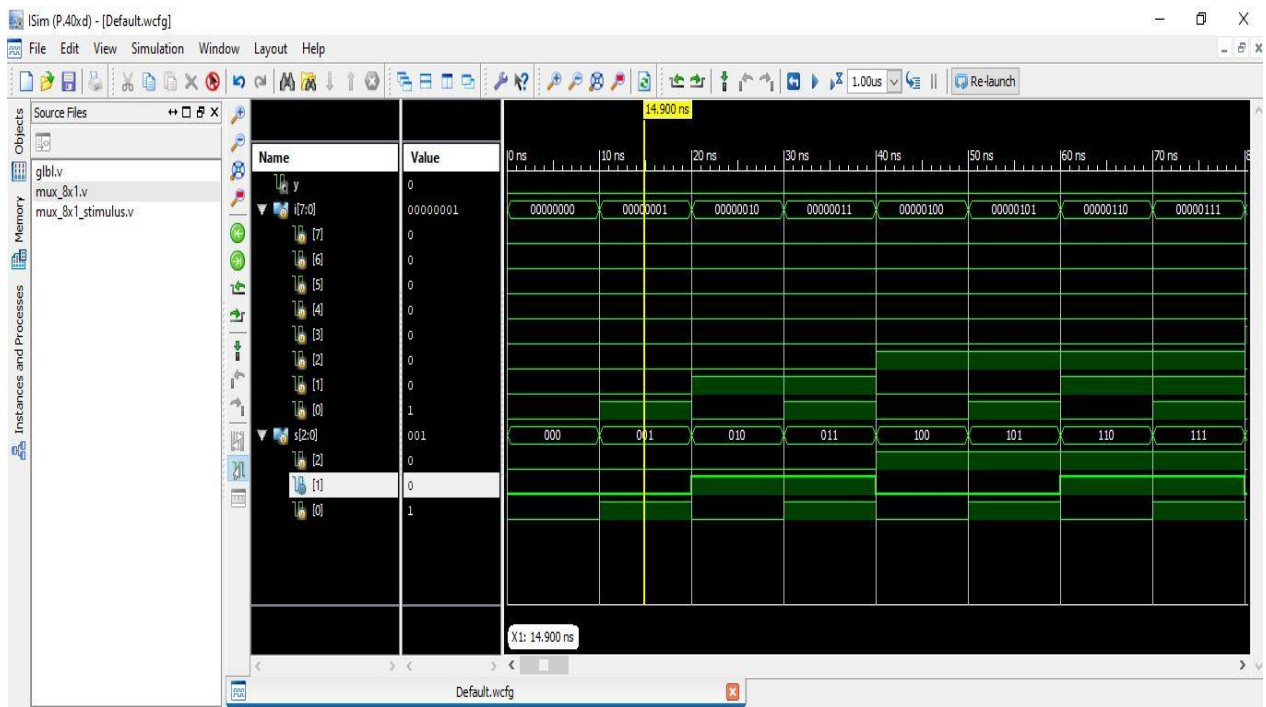 ISim (P.40xd) - [Default.wcfg]
File Edit View Simulation Window Layout Help
1.00us Re-launch
Objects
Memory
Instances and Processes
Source Files
glbl.v
mux_8x1.v
mux_8x1_stimulus.v
14.900 ns
Name Value 0 ns 10 ns 20 ns 30 ns 40 ns 50 ns 60 ns 70 ns
y 0
i[7:0] 00000001 00000000 00000001 00000010 00000011 00000100 00000101 00000110 00000111
[7] 0
[6] 0
[5] 0
[4] 0
[3] 0
[2] 0
[1] 0
[0] 1
s[2:0] 001 000 001 010 011 100 101 110 111
[2] 0
[1] 0
[0] 1
X1: 14.900 ns
Default.wcfg